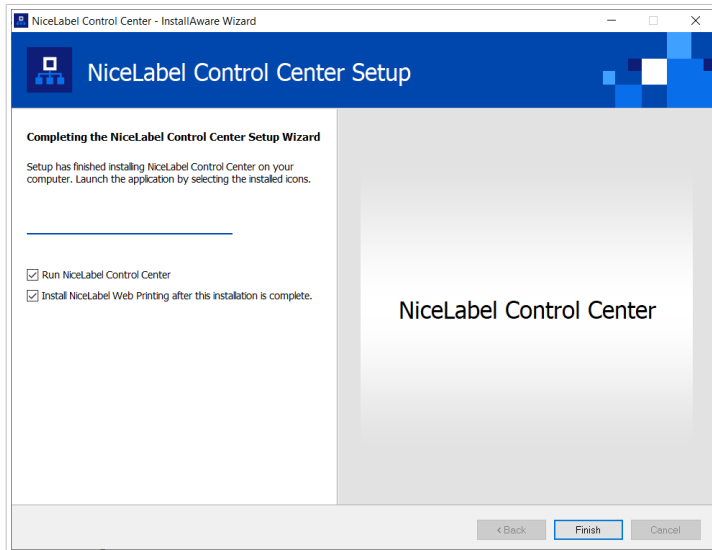 NiceLabel Control Center - InstallAware Wizard
NiceLabel Control Center Setup
Completing the NiceLabel Control Center Setup Wizard
Setup has finished installing NiceLabel Control Center on your
computer. Launch the application by selecting the installed icons.
Run NiceLabel Control Center
Install NiceLabel Web Printing after this installation is complete.
NiceLabel Control Center
< Back
Finish
Cancel